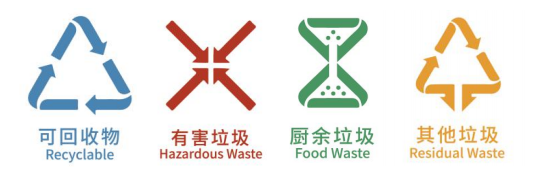 可回收物
Recyclable
有害垃圾
Hazardous Waste
厨余垃圾
Food Waste
其他垃圾
Residual Waste